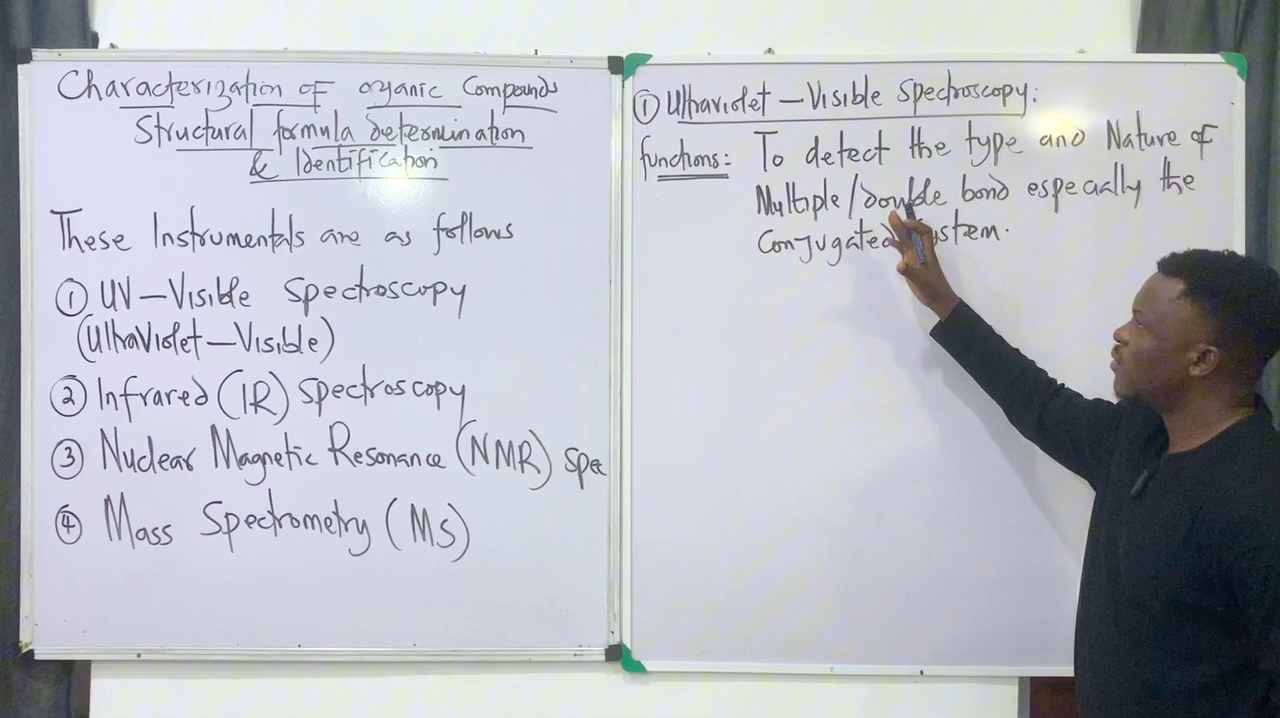 Characterization of organic Compounds
Structural formula determination
& Identification
These Instrumentals are as follows
① UV-Visible Spectroscopy
(UltraViolet-Visible)
② Infrared (IR) Spectroscopy
③ Nuclear Magnetic Resonance (NMR) Spec
④ Mass Spectrometry (MS)
① Ultraviolet-Visible Spectroscopy:
functions: To detect the type and Nature of
Multiple/double bond especially the
Conjugated system.